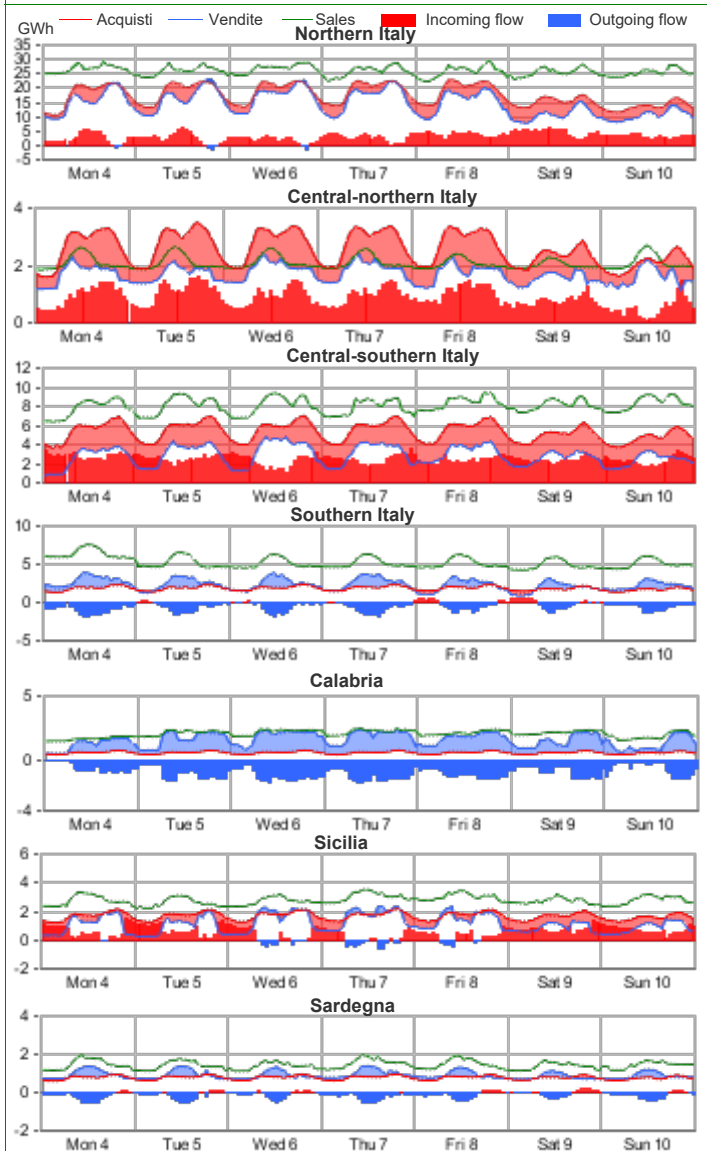 Acquisti Vendite Sales Incoming flow Outgoing flow
GWh
Northern Italy
35
30
25
20
15
10
5
0
-5
Mon 4 Tue 5 Wed 6 Thu 7 Fri 8 Sat 9 Sun 10
Central-northern Italy
4
2
0
Mon 4 Tue 5 Wed 6 Thu 7 Fri 8 Sat 9 Sun 10
Central-southern Italy
12
10
8
6
4
2
0
Mon 4 Tue 5 Wed 6 Thu 7 Fri 8 Sat 9 Sun 10
Southern Italy
10
5
0
-5
Mon 4 Tue 5 Wed 6 Thu 7 Fri 8 Sat 9 Sun 10
Calabria
5
0
-4
Mon 4 Tue 5 Wed 6 Thu 7 Fri 8 Sat 9 Sun 10
Sicilia
6
4
2
0
-2
Mon 4 Tue 5 Wed 6 Thu 7 Fri 8 Sat 9 Sun 10
Sardegna
4
2
0
-2
Mon 4 Tue 5 Wed 6 Thu 7 Fri 8 Sat 9 Sun 10